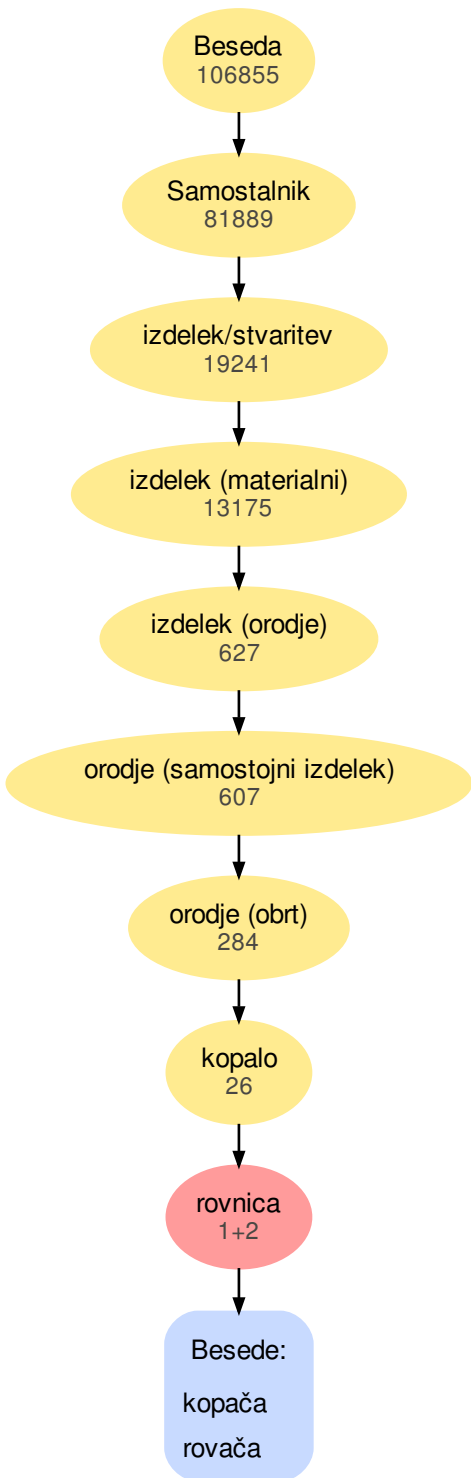 Beseda
106855
Samostalnik
81889
izdelek/stvaritev
19241
izdelek (materialni)
13175
izdelek (orodje)
627
orodje (samostojni izdelek)
607
orodje (obrt)
284
kopalo
26
rovnica
1+2
Besede:
kopača
rovača